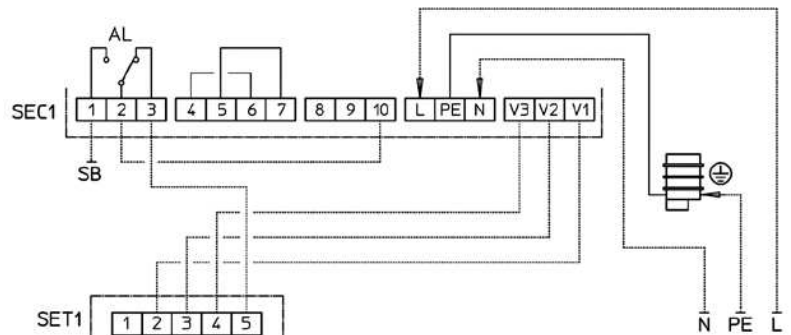 AL
SEC1 1 2 3 4 5 6 7 8 9 10 L PE N V3 V2 V1
SB
SET1 1 2 3 4 5
N PE L